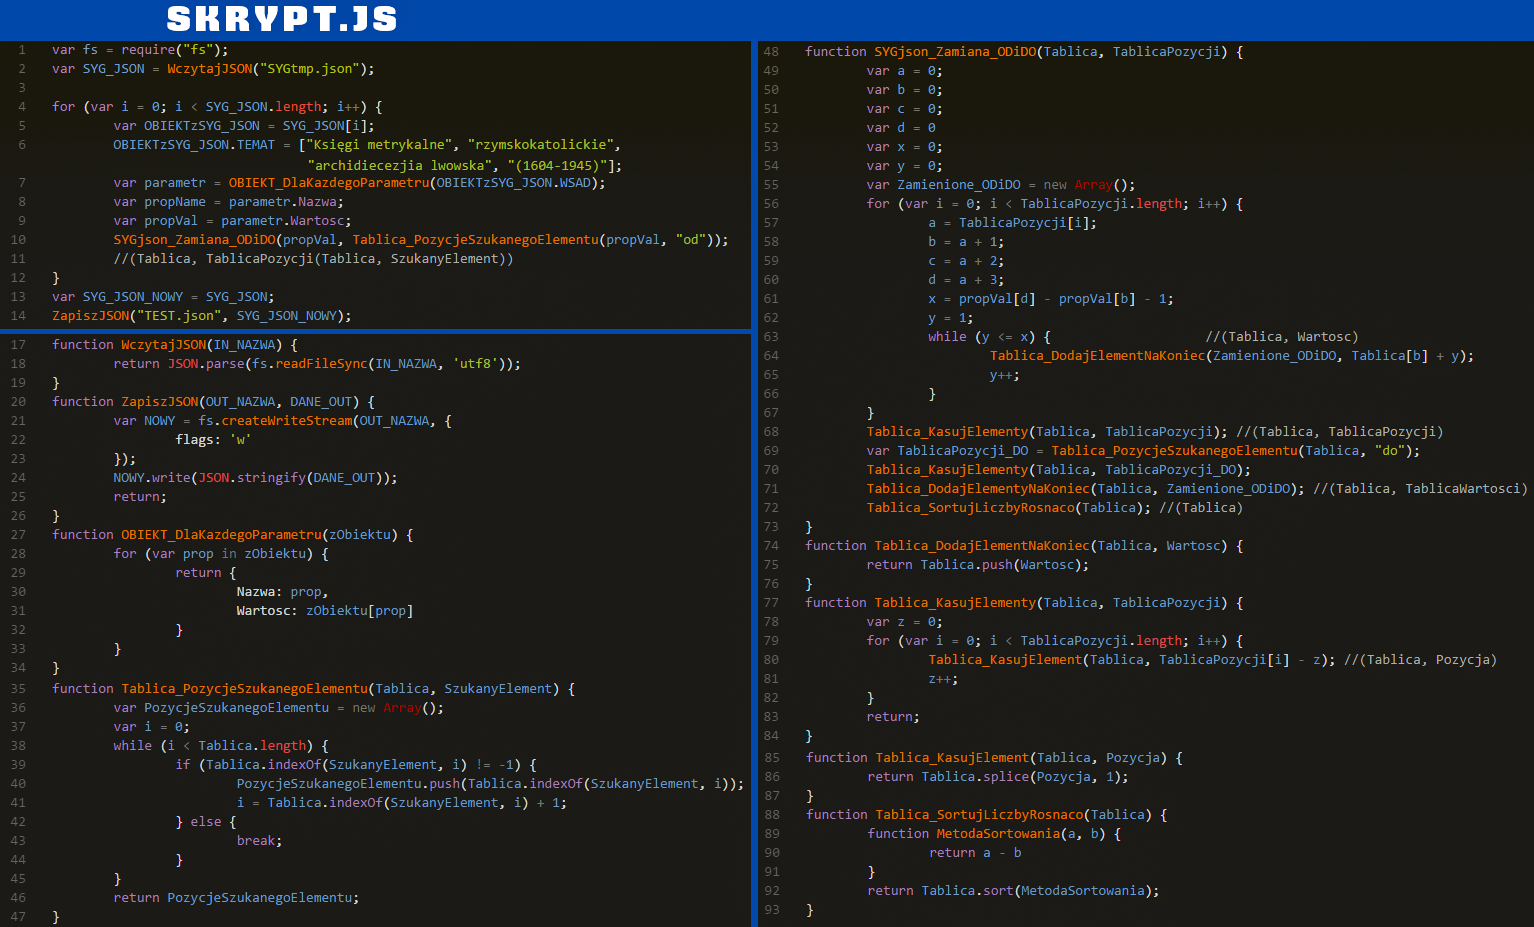 SKRYPT.JS
1 var fs = require("fs");
2 var SYG_JSON = WczytajJSON("SYGtmp.json");
3
4 for (var i = 0; i < SYG_JSON.length; i++) {
5 var OBIEKTzSYG_JSON = SYG_JSON[i];
6 OBIEKTzSYG_JSON.TEMAT = ["Księgi metrykalne", "rzymskokatolickie",
"archidiecezjia lwowska", "(1604-1945)"];
7 var parametr = OBIEKT_DlaKazdegoParametru(OBIEKTzSYG_JSON.WSAD);
8 var propName = parametr.Nazwa;
9 var propVal = parametr.Wartosc;
10 SYGjson_Zamiana_ODiDO(propVal, Tablica_PozycjeSzukanegoElementu(propVal, "od"));
11 //(Tablica, TablicaPozycji(Tablica, SzukanyElement))
12 }
13 var SYG_JSON_NOWY = SYG_JSON;
14 ZapiszJSON("TEST.json", SYG_JSON_NOWY);
17 function WczytajJSON(IN_NAZWA) {
18 return JSON.parse(fs.readFileSync(IN_NAZWA, 'utf8'));
19 }
20 function ZapiszJSON(OUT_NAZWA, DANE_OUT) {
21 var NOWY = fs.createWriteStream(OUT_NAZWA, {
22 flags: 'w'
23 });
24 NOWY.write(JSON.stringify(DANE_OUT));
25 return;
26 }
27 function OBIEKT_DlaKazdegoParametru(zObiektu) {
28 for (var prop in zObiektu) {
29 return {
30 Nazwa: prop,
31 Wartosc: zObiektu[prop]
32 }
33 }
34 }
35 function Tablica_PozycjeSzukanegoElementu(Tablica, SzukanyElement) {
36 var PozycjeSzukanegoElementu = new Array();
37 var i = 0;
38 while (i < Tablica.length) {
39 if (Tablica.indexOf(SzukanyElement, i) != -1) {
40 PozycjeSzukanegoElementu.push(Tablica.indexOf(SzukanyElement, i));
41 i = Tablica.indexOf(SzukanyElement, i) + 1;
42 } else {
43 break;
44 }
45 }
46 return PozycjeSzukanegoElementu;
47 }
48 function SYGjson_Zamiana_ODiDO(Tablica, TablicaPozycji) {
49 var a = 0;
50 var b = 0;
51 var c = 0;
52 var d = 0
53 var x = 0;
54 var y = 0;
55 var Zamienione_ODiDO = new Array();
56 for (var i = 0; i < TablicaPozycji.length; i++) {
57 a = TablicaPozycji[i];
58 b = a + 1;
59 c = a + 2;
60 d = a + 3;
61 x = propVal[d] - propVal[b] - 1;
62 y = 1;
63 while (y <= x) { //(Tablica, Wartosc)
64 Tablica_DodajElementNaKoniec(Zamienione_ODiDO, Tablica[b] + y);
65 y++;
66 }
67 }
68 Tablica_KasujElementy(Tablica, TablicaPozycji); //(Tablica, TablicaPozycji)
69 var TablicaPozycji_DO = Tablica_PozycjeSzukanegoElementu(Tablica, "do");
70 Tablica_KasujElementy(Tablica, TablicaPozycji_DO);
71 Tablica_DodajElementyNaKoniec(Tablica, Zamienione_ODiDO); //(Tablica, TablicaWartosci)
72 Tablica_SortujLiczbyRosnaco(Tablica); //(Tablica)
73 }
74 function Tablica_DodajElementNaKoniec(Tablica, Wartosc) {
75 return Tablica.push(Wartosc);
76 }
77 function Tablica_KasujElementy(Tablica, TablicaPozycji) {
78 var z = 0;
79 for (var i = 0; i < TablicaPozycji.length; i++) {
80 Tablica_KasujElement(Tablica, TablicaPozycji[i] - z); //(Tablica, Pozycja)
81 z++;
82 }
83 return;
84 }
85 function Tablica_KasujElement(Tablica, Pozycja) {
86 return Tablica.splice(Pozycja, 1);
87 }
88 function Tablica_SortujLiczbyRosnaco(Tablica) {
89 function MetodaSortowania(a, b) {
90 return a - b
91 }
92 return Tablica.sort(MetodaSortowania);
93 }